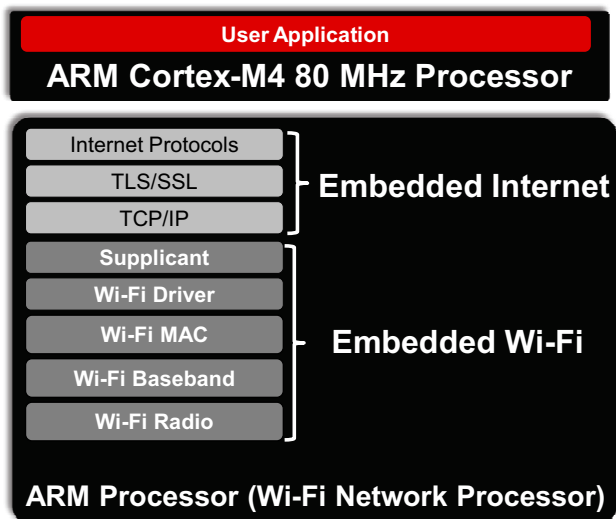 User Application
ARM Cortex-M4 80 MHz Processor
Internet Protocols
TLS/SSL
TCP/IP
Embedded Internet
Supplicant
Wi-Fi Driver
Wi-Fi MAC
Wi-Fi Baseband
Wi-Fi Radio
Embedded Wi-Fi
ARM Processor (Wi-Fi Network Processor)